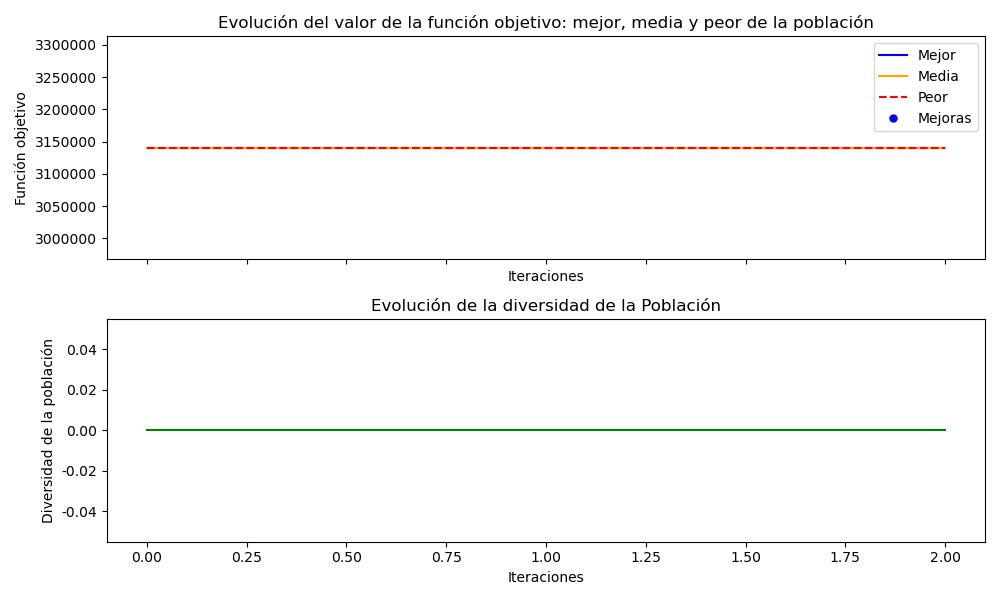 Evolución del valor de la función objetivo: mejor, media y peor de la población
Función objetivo
3300000
3250000
3200000
3150000
3100000
3050000
3000000
Mejor
Media
Peor
Mejoras
Iteraciones
Evolución de la diversidad de la Población
Diversidad de la población
0.04
0.02
0.00
-0.02
-0.04
0.00 0.25 0.50 0.75 1.00 1.25 1.50 1.75 2.00
Iteraciones